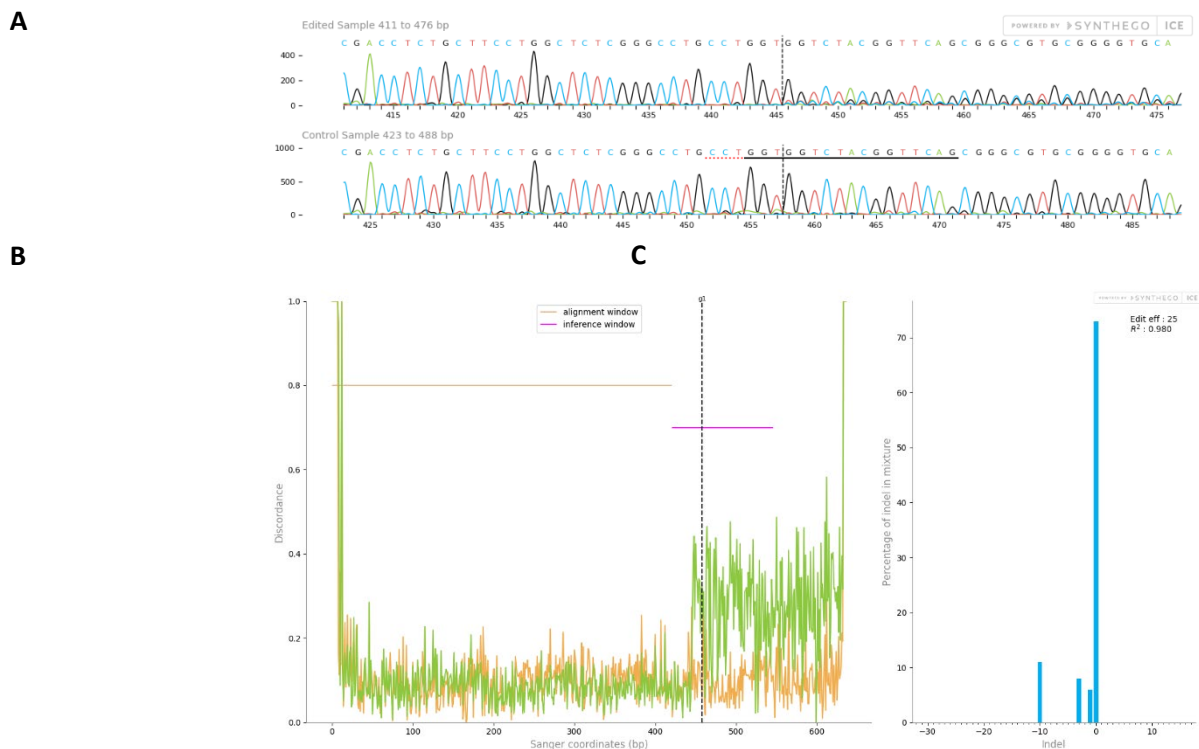 A
Edited Sample 411 to 476 bp
POWERED BY SYNTHEGO ICE
C G A C C T C T G C T T C C T G G C T C T C G G G C C T G C C T G G T G G T C T A C G G T T C A G C G G G C G T G C G G G G T G C A
400
200
0
415 420 425 430 435 440 445 450 455 460 465 470 475
Control Sample 423 to 488 bp
C G A C C T C T G C T T C C T G G C T C T C G G G C C T G C C T G G T G G T C T A C G G T T C A G C G G G C G T G C G G G G T G C A
1000
500
0
425 430 435 440 445 450 455 460 465 470 475 480 485
B
C
g1
1.0
0.8
0.6
0.4
0.2
0.0
Discordance
alignment window
inference window
0 100 200 300 400 500 600
Sanger coordinates (bp)
POWERED BY SYNTHEGO ICE
Edit eff : 25
R² : 0.980
70
60
50
40
30
20
10
0
Percentage of indel in mixture
−30 −20 −10 0 10
Indel